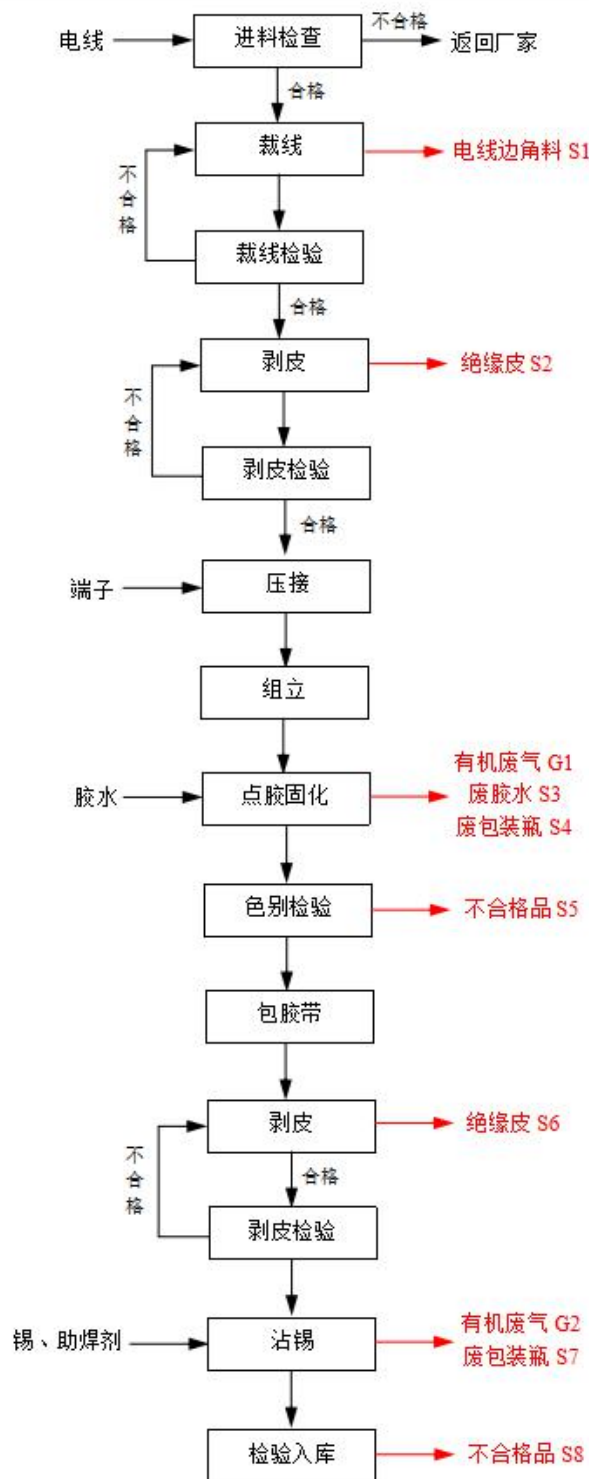 电线
进料检查
不合格
返回厂家
合格
裁线
电线边角料 S1
不合格
裁线检验
合格
剥皮
绝缘皮 S2
不合格
剥皮检验
合格
端子
压接
组立
胶水
点胶固化
有机废气 G1
废胶水 S3
废包装瓶 S4
色别检验
不合格品 S5
包胶带
剥皮
绝缘皮 S6
不合格
合格
剥皮检验
锡、助焊剂
沾锡
有机废气 G2
废包装瓶 S7
检验入库
不合格品 S8